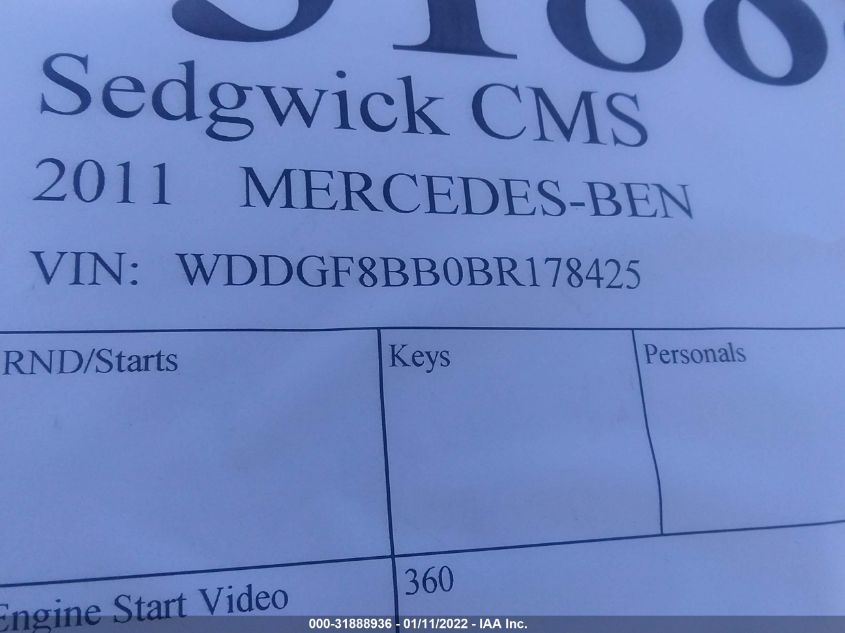 Sedgwick CMS
2011 MERCEDES-BEN
VIN: WDDGF8BB0BR178425
RND/Starts Keys Personals
Engine Start Video 360
000-31888936 - 01/11/2022 - IAA Inc.